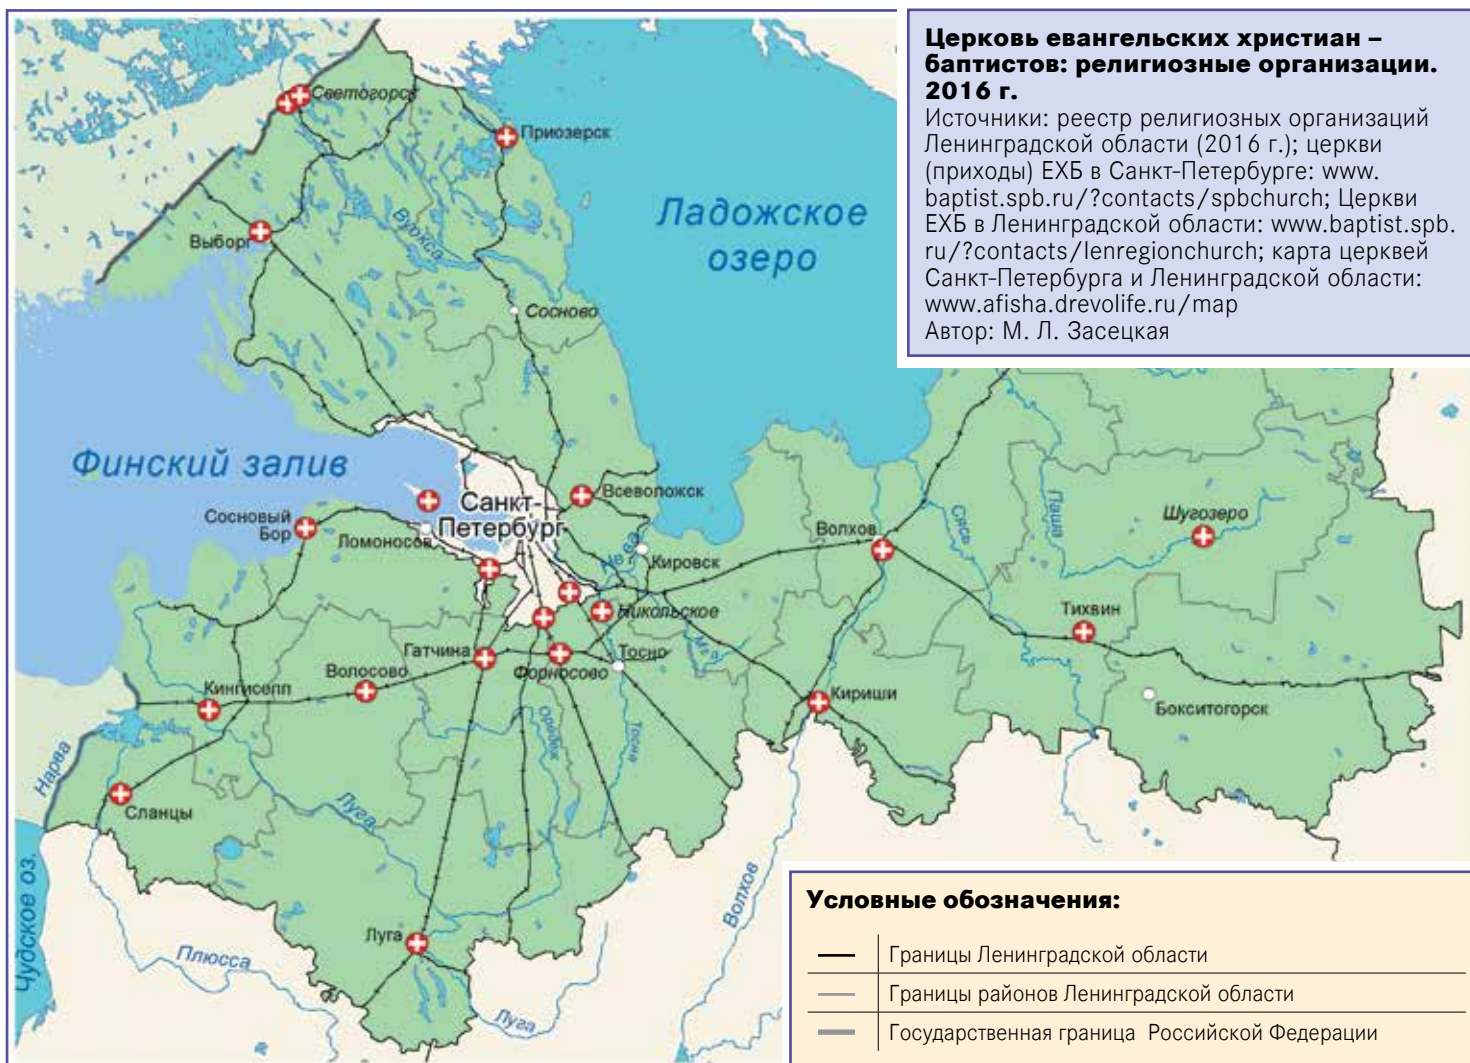 Церковь евангельских христиан –
баптистов: религиозные организации.
2016 г.
Источники: реестр религиозных организаций
Ленинградской области (2016 г.); церкви
(приходы) ЕХБ в Санкт-Петербурге: www.
baptist.spb.ru/?contacts/spbchurch; Церкви
ЕХБ в Ленинградской области: www.baptist.spb.
ru/?contacts/lenregionchurch; карта церквей
Санкт-Петербурга и Ленинградской области:
www.afisha.drevolife.ru/map
Автор: М. Л. Засецкая
Светогорск
Приозерск
Вуокса
Выборг
Ладожское
озеро
Сосново
Финский залив
Санкт-
Петербург
Всеволожск
Сосновый
Бор
Ломоносов
Нева
Кировск
Волхов
Сясь
Паша
Шугозеро
Никольское
Мга
Тихвин
Гатчина
Форносово
Тосно
Волосово
Кингисепп
Кириши
Бокситогорск
Оредеж
Тосна
Нарва
Сланцы
Луга
Чудское оз.
Плюсса
Луга
Луга
Волхов
Условные обозначения:
Границы Ленинградской области
Границы районов Ленинградской области
Государственная граница Российской Федерации